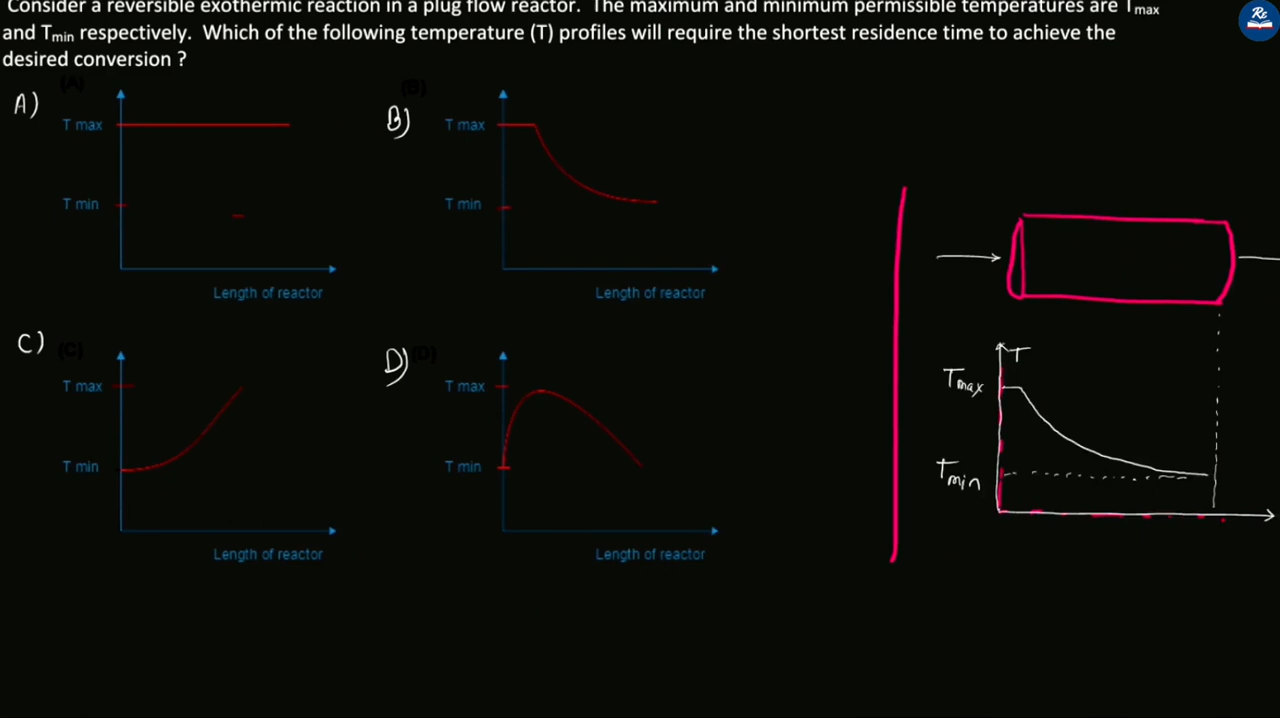 Consider a reversible exothermic reaction in a plug flow reactor. The maximum and minimum permissible temperatures are Tmax
and Tmin respectively. Which of the following temperature (T) profiles will require the shortest residence time to achieve the
desired conversion ?
Re
(A)
A)
T max
T min
Length of reactor
(B)
B)
T max
T min
Length of reactor
(C)
C)
T max
T min
Length of reactor
(D)
D)
T max
T min
Length of reactor
T
Tmax
Tmin